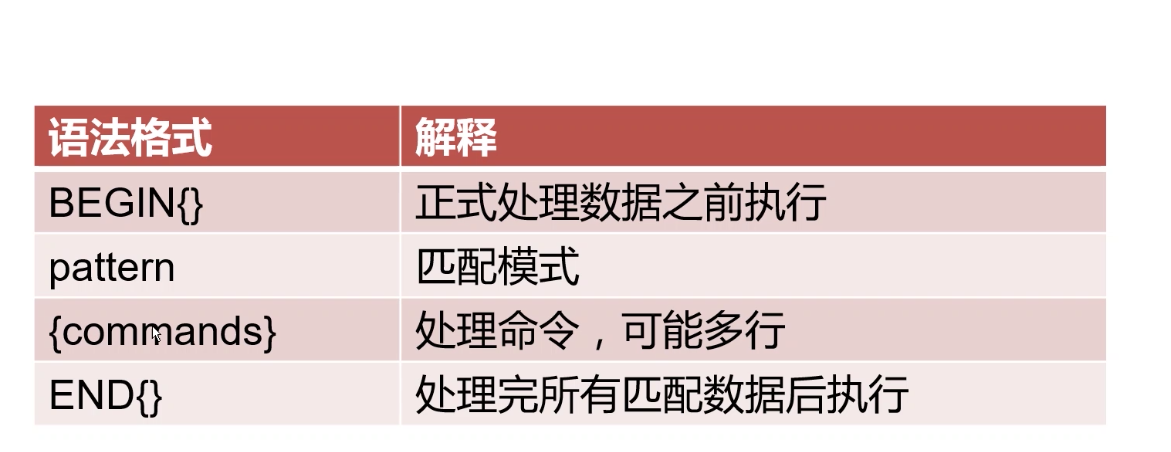 语法格式 解释
BEGIN{} 正式处理数据之前执行
pattern 匹配模式
{commands} 处理命令，可能多行
END{} 处理完所有匹配数据后执行